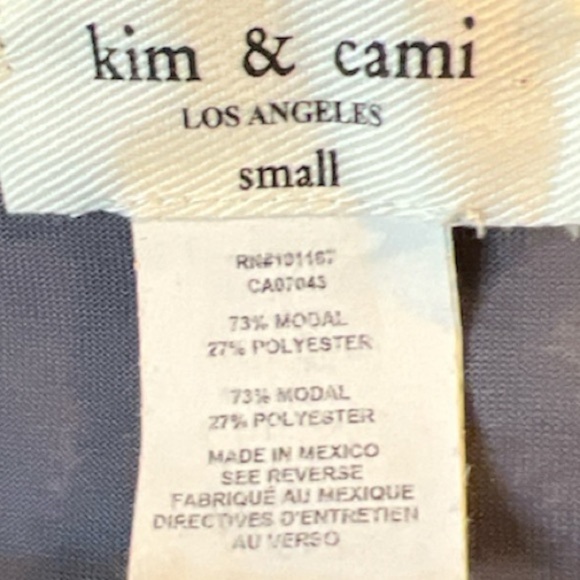 kim & cami
LOS ANGELES
small
RN#101167
CA07043
73% MODAL
27% POLYESTER
73% MODAL
27% POLYESTER
MADE IN MEXICO
SEE REVERSE
FABRIQUÉ AU MEXIQUE
DIRECTIVES D'ENTRETIEN
AU VERSO